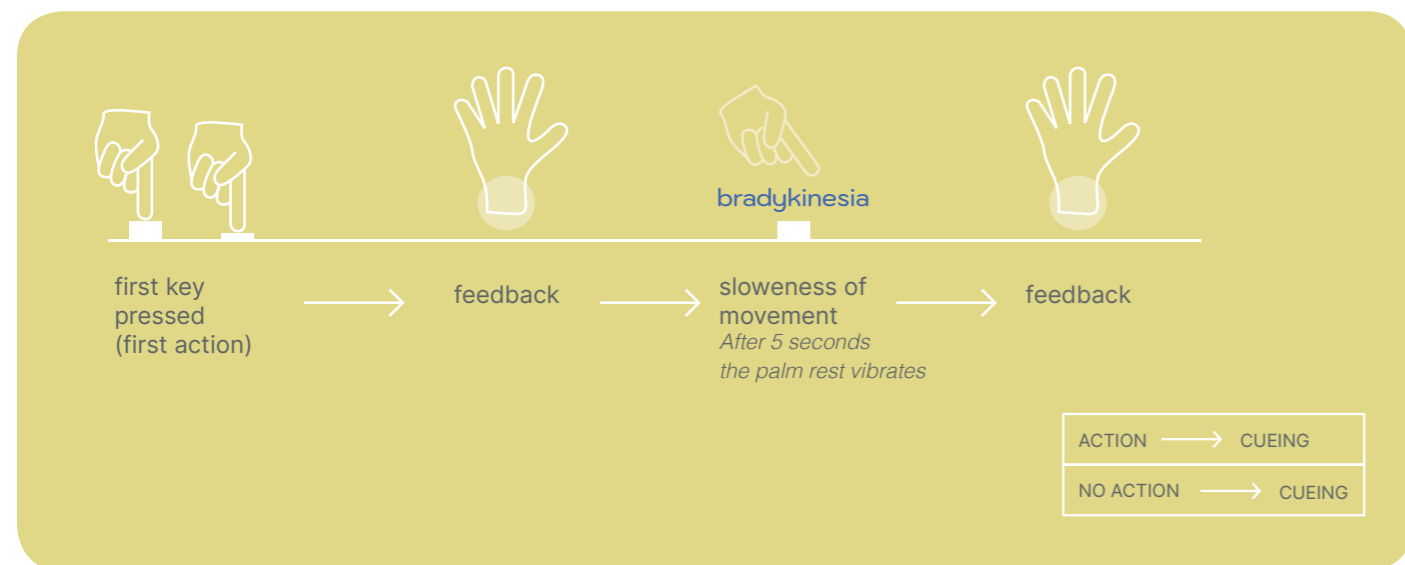 bradykinesia
first key
pressed
(first action)
feedback
sloweness of
movement
After 5 seconds
the palm rest vibrates
feedback
ACTION CUEING
NO ACTION CUEING